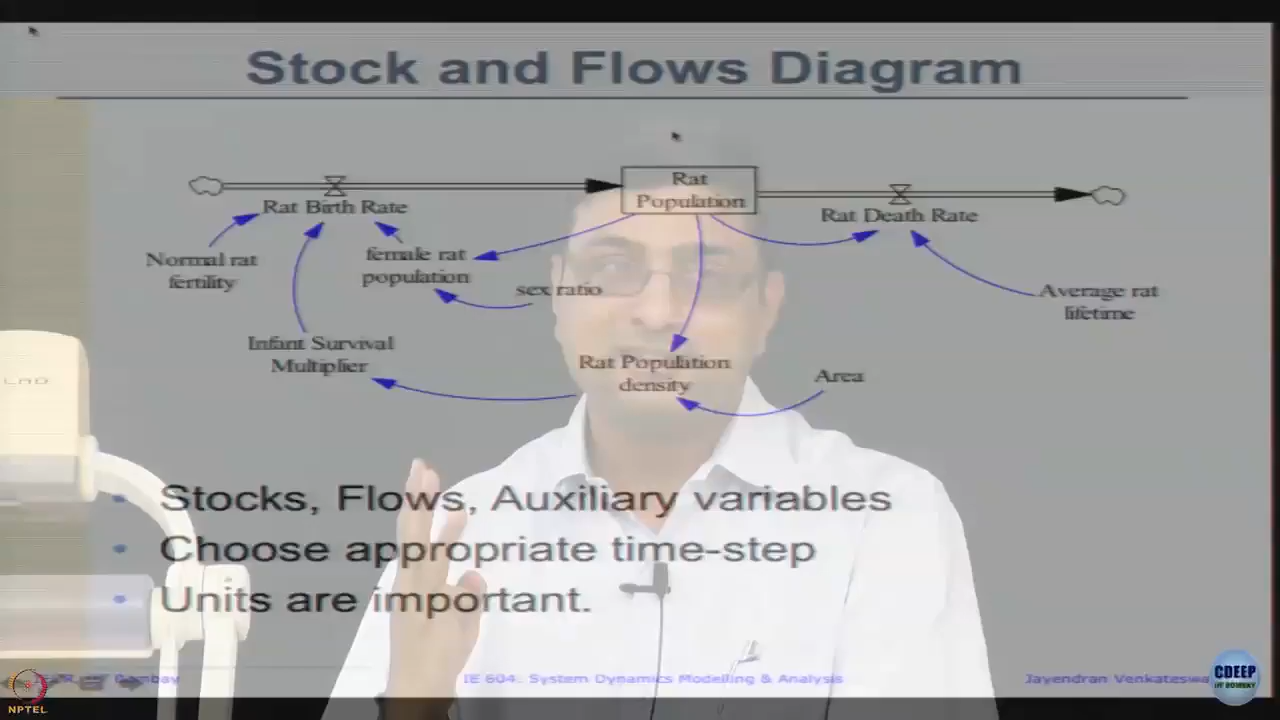 Stock and Flows Diagram
Rat
Population
Rat Birth Rate
Rat Death Rate
Normal rat
fertility
female rat
population
sex ratio
Average rat
lifetime
Infant Survival
Multiplier
Rat Population
density
Area
Stocks, Flows, Auxiliary variables
Choose appropriate time-step
Units are important.
IE 604. System Dynamics Modelling & Analysis
Jayendran
CDEEP
IIT BOMBAY
NPTEL